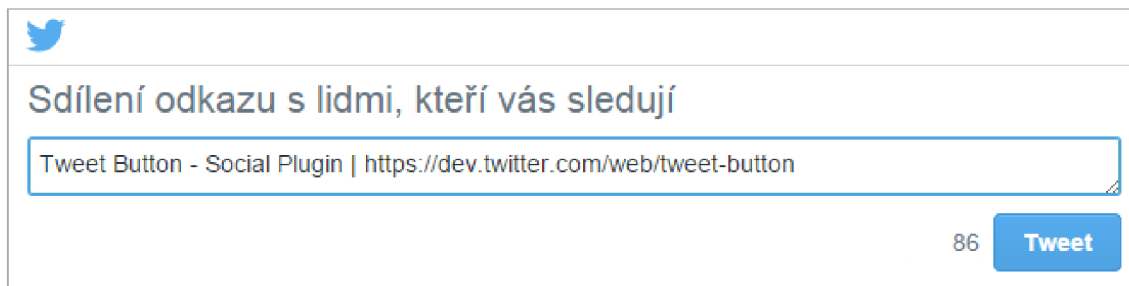 Sdílení odkazu s lidmi, kteří vás sledují
Tweet Button - Social Plugin | https://dev.twitter.com/web/tweet-button
86 Tweet